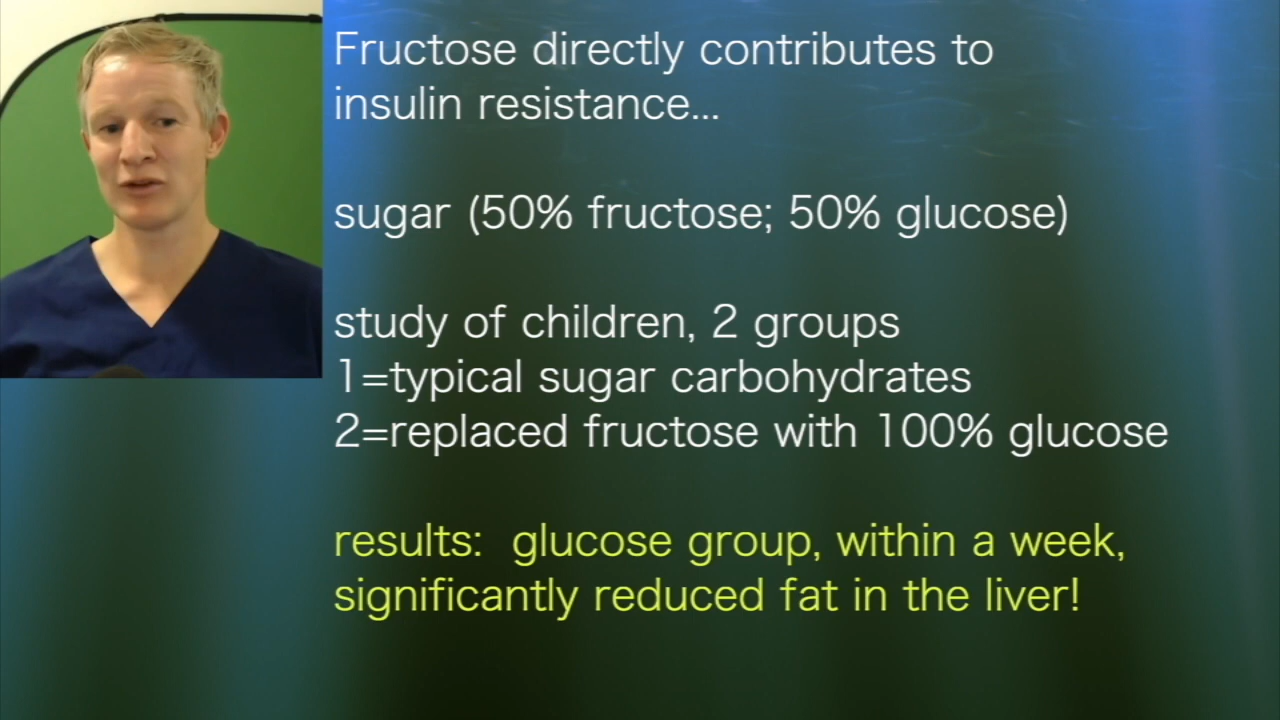 Fructose directly contributes to
insulin resistance...
sugar (50% fructose; 50% glucose)
study of children, 2 groups
1=typical sugar carbohydrates
2=replaced fructose with 100% glucose
results: glucose group, within a week,
significantly reduced fat in the liver!